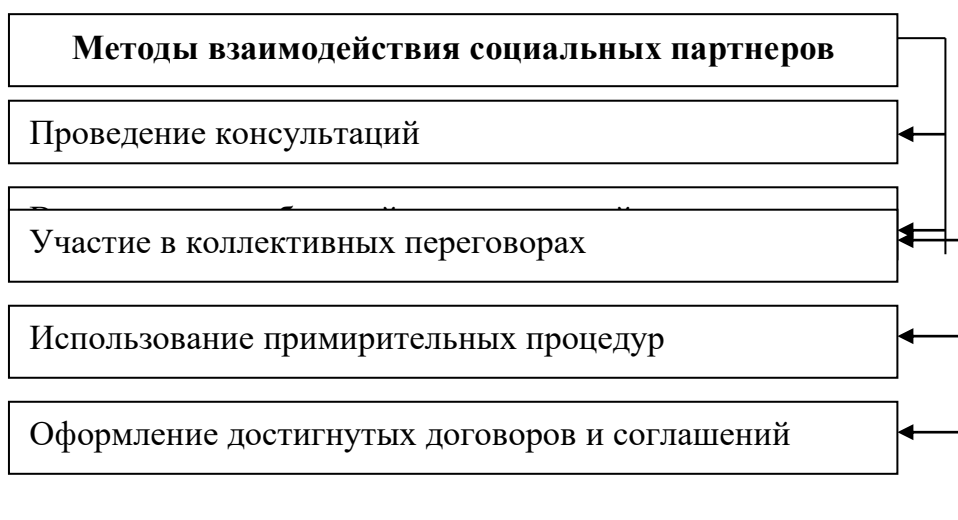 Методы взаимодействия социальных партнеров
Проведение консультаций
Участие в коллективных переговорах
Использование примирительных процедур
Оформление достигнутых договоров и соглашений